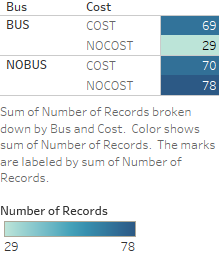 Bus Cost
BUS COST 69
NOCOST 29
NOBUS COST 70
NOCOST 78
Sum of Number of Records broken
down by Bus and Cost. Color shows
sum of Number of Records. The marks
are labeled by sum of Number of
Records.
Number of Records
29 78